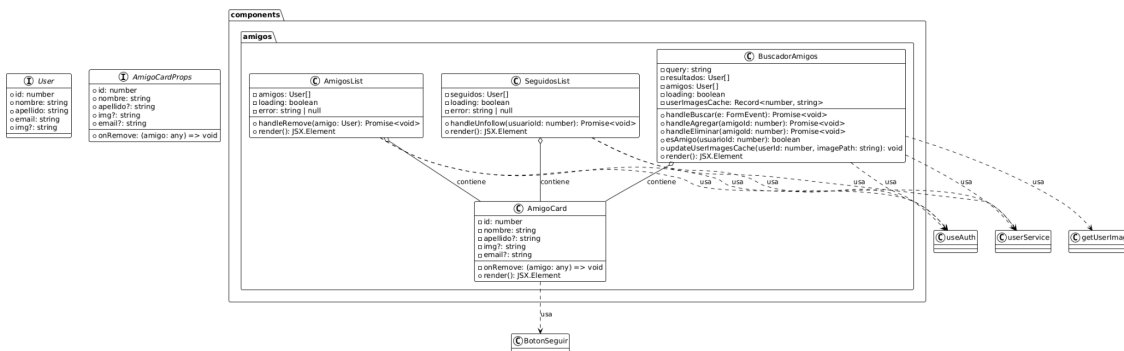 components
amigos
I User
id: number
nombre: string
apellido: string
email: string
img?: string
I AmigoCardProps
id: number
nombre: string
apellido?: string
img?: string
email?: string
onRemove: (amigo: any) => void
C AmigosList
amigos: User[]
loading: boolean
error: string | null
handleRemove(amigo: User): Promise<void>
render(): JSX.Element
C SeguidosList
seguidos: User[]
loading: boolean
error: string | null
handleUnfollow(usuarioId: number): Promise<void>
render(): JSX.Element
C BuscadorAmigos
query: string
resultados: User[]
amigos: User[]
loading: boolean
userImagesCache: Record<number, string>
handleBuscar(e: FormEvent): Promise<void>
handleAgregar(amigoId: number): Promise<void>
handleEliminar(amigoId: number): Promise<void>
esAmigo(usuarioId: number): boolean
updateUserImagesCache(userId: number, imagePath: string): void
render(): JSX.Element
contiene
contiene
contiene
usa
usa
usa
usa
usa
usa
usa
C AmigoCard
id: number
nombre: string
apellido?: string
img?: string
email?: string
onRemove: (amigo: any) => void
render(): JSX.Element
C useAuth
C userService
C getUserImag
usa
C BotonSeguir